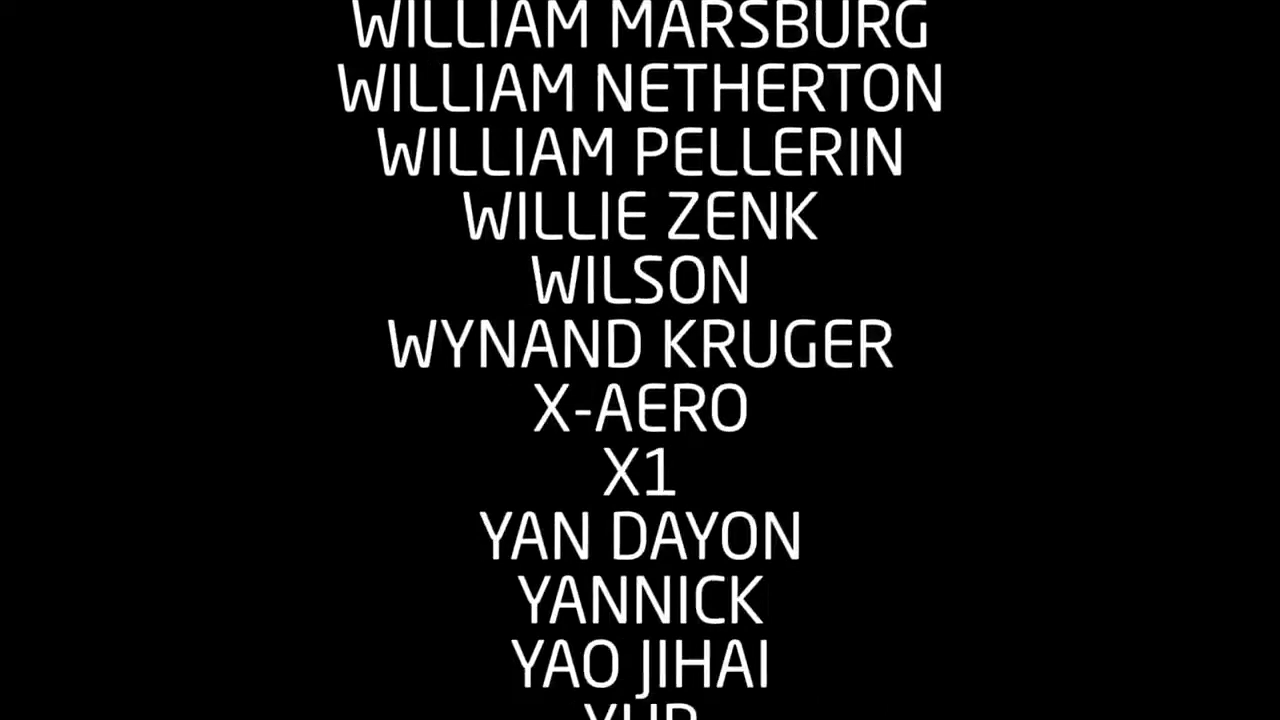 WILLIAM MARSBURG
WILLIAM NETHERTON
WILLIAM PELLERIN
WILLIE ZENK
WILSON
WYNAND KRUGER
X-AERO
X1
YAN DAYON
YANNICK
YAO JIHAI